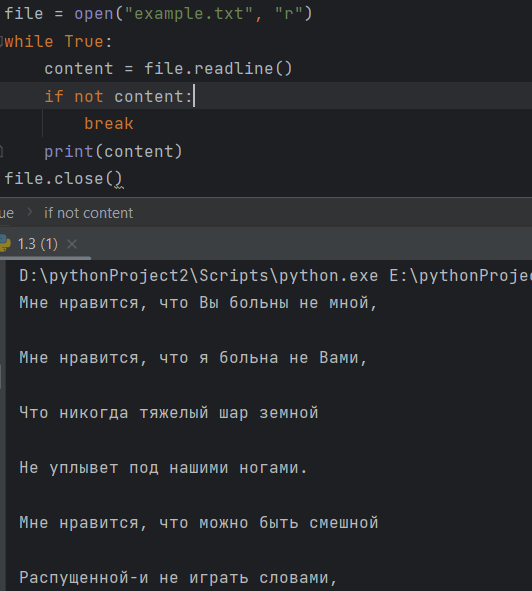 file = open("example.txt", "r")
while True:
    content = file.readline()
    if not content:
        break
    print(content)
file.close()
ue > if not content
1.3 (1) ×
D:\pythonProject2\Scripts\python.exe E:\pythonProje
Мне нравится, что Вы больны не мной,
Мне нравится, что я больна не Вами,
Что никогда тяжелый шар земной
Не уплывет под нашими ногами.
Мне нравится, что можно быть смешной
Распущенной-и не играть словами,